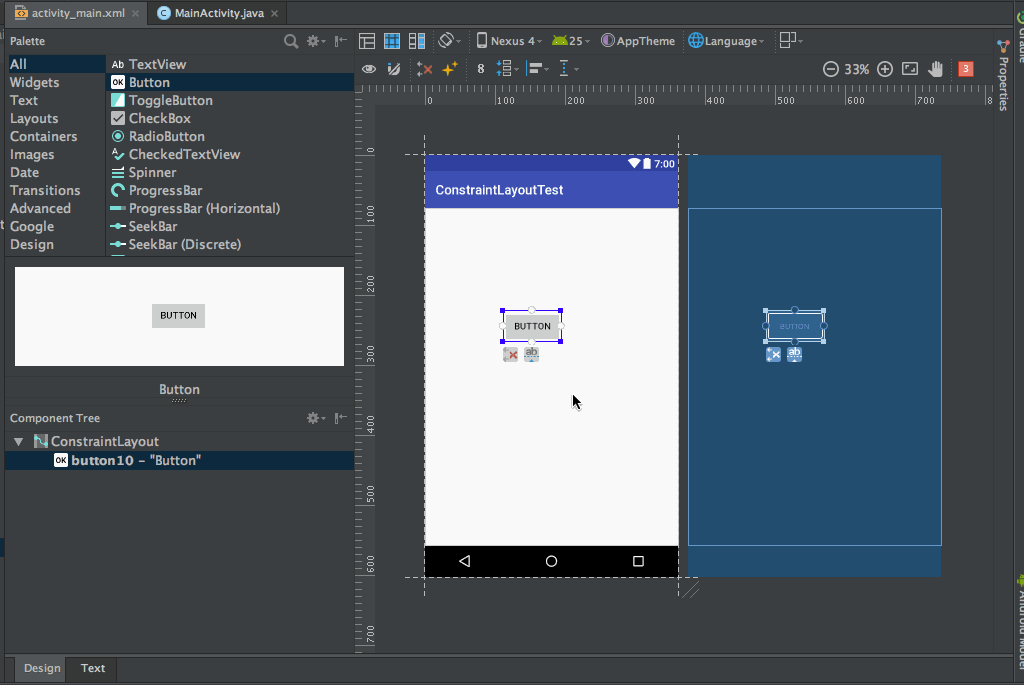 activity_main.xml
MainActivity.java
Palette
Nexus 4
25
AppTheme
Language
All
Widgets
Text
Layouts
Containers
Images
Date
Transitions
Advanced
Google
Design
Ab TextView
OK Button
ToggleButton
CheckBox
RadioButton
CheckedTextView
Spinner
ProgressBar
ProgressBar (Horizontal)
SeekBar
SeekBar (Discrete)
8
33%
3
0 100 200 300 400 500 600 700
0
100
200
300
400
500
600
700
7:00
ConstraintLayoutTest
BUTTON
ab
BUTTON
ab
BUTTON
Button
Component Tree
ConstraintLayout
OK button10 – "Button"
Design
Text
Properties